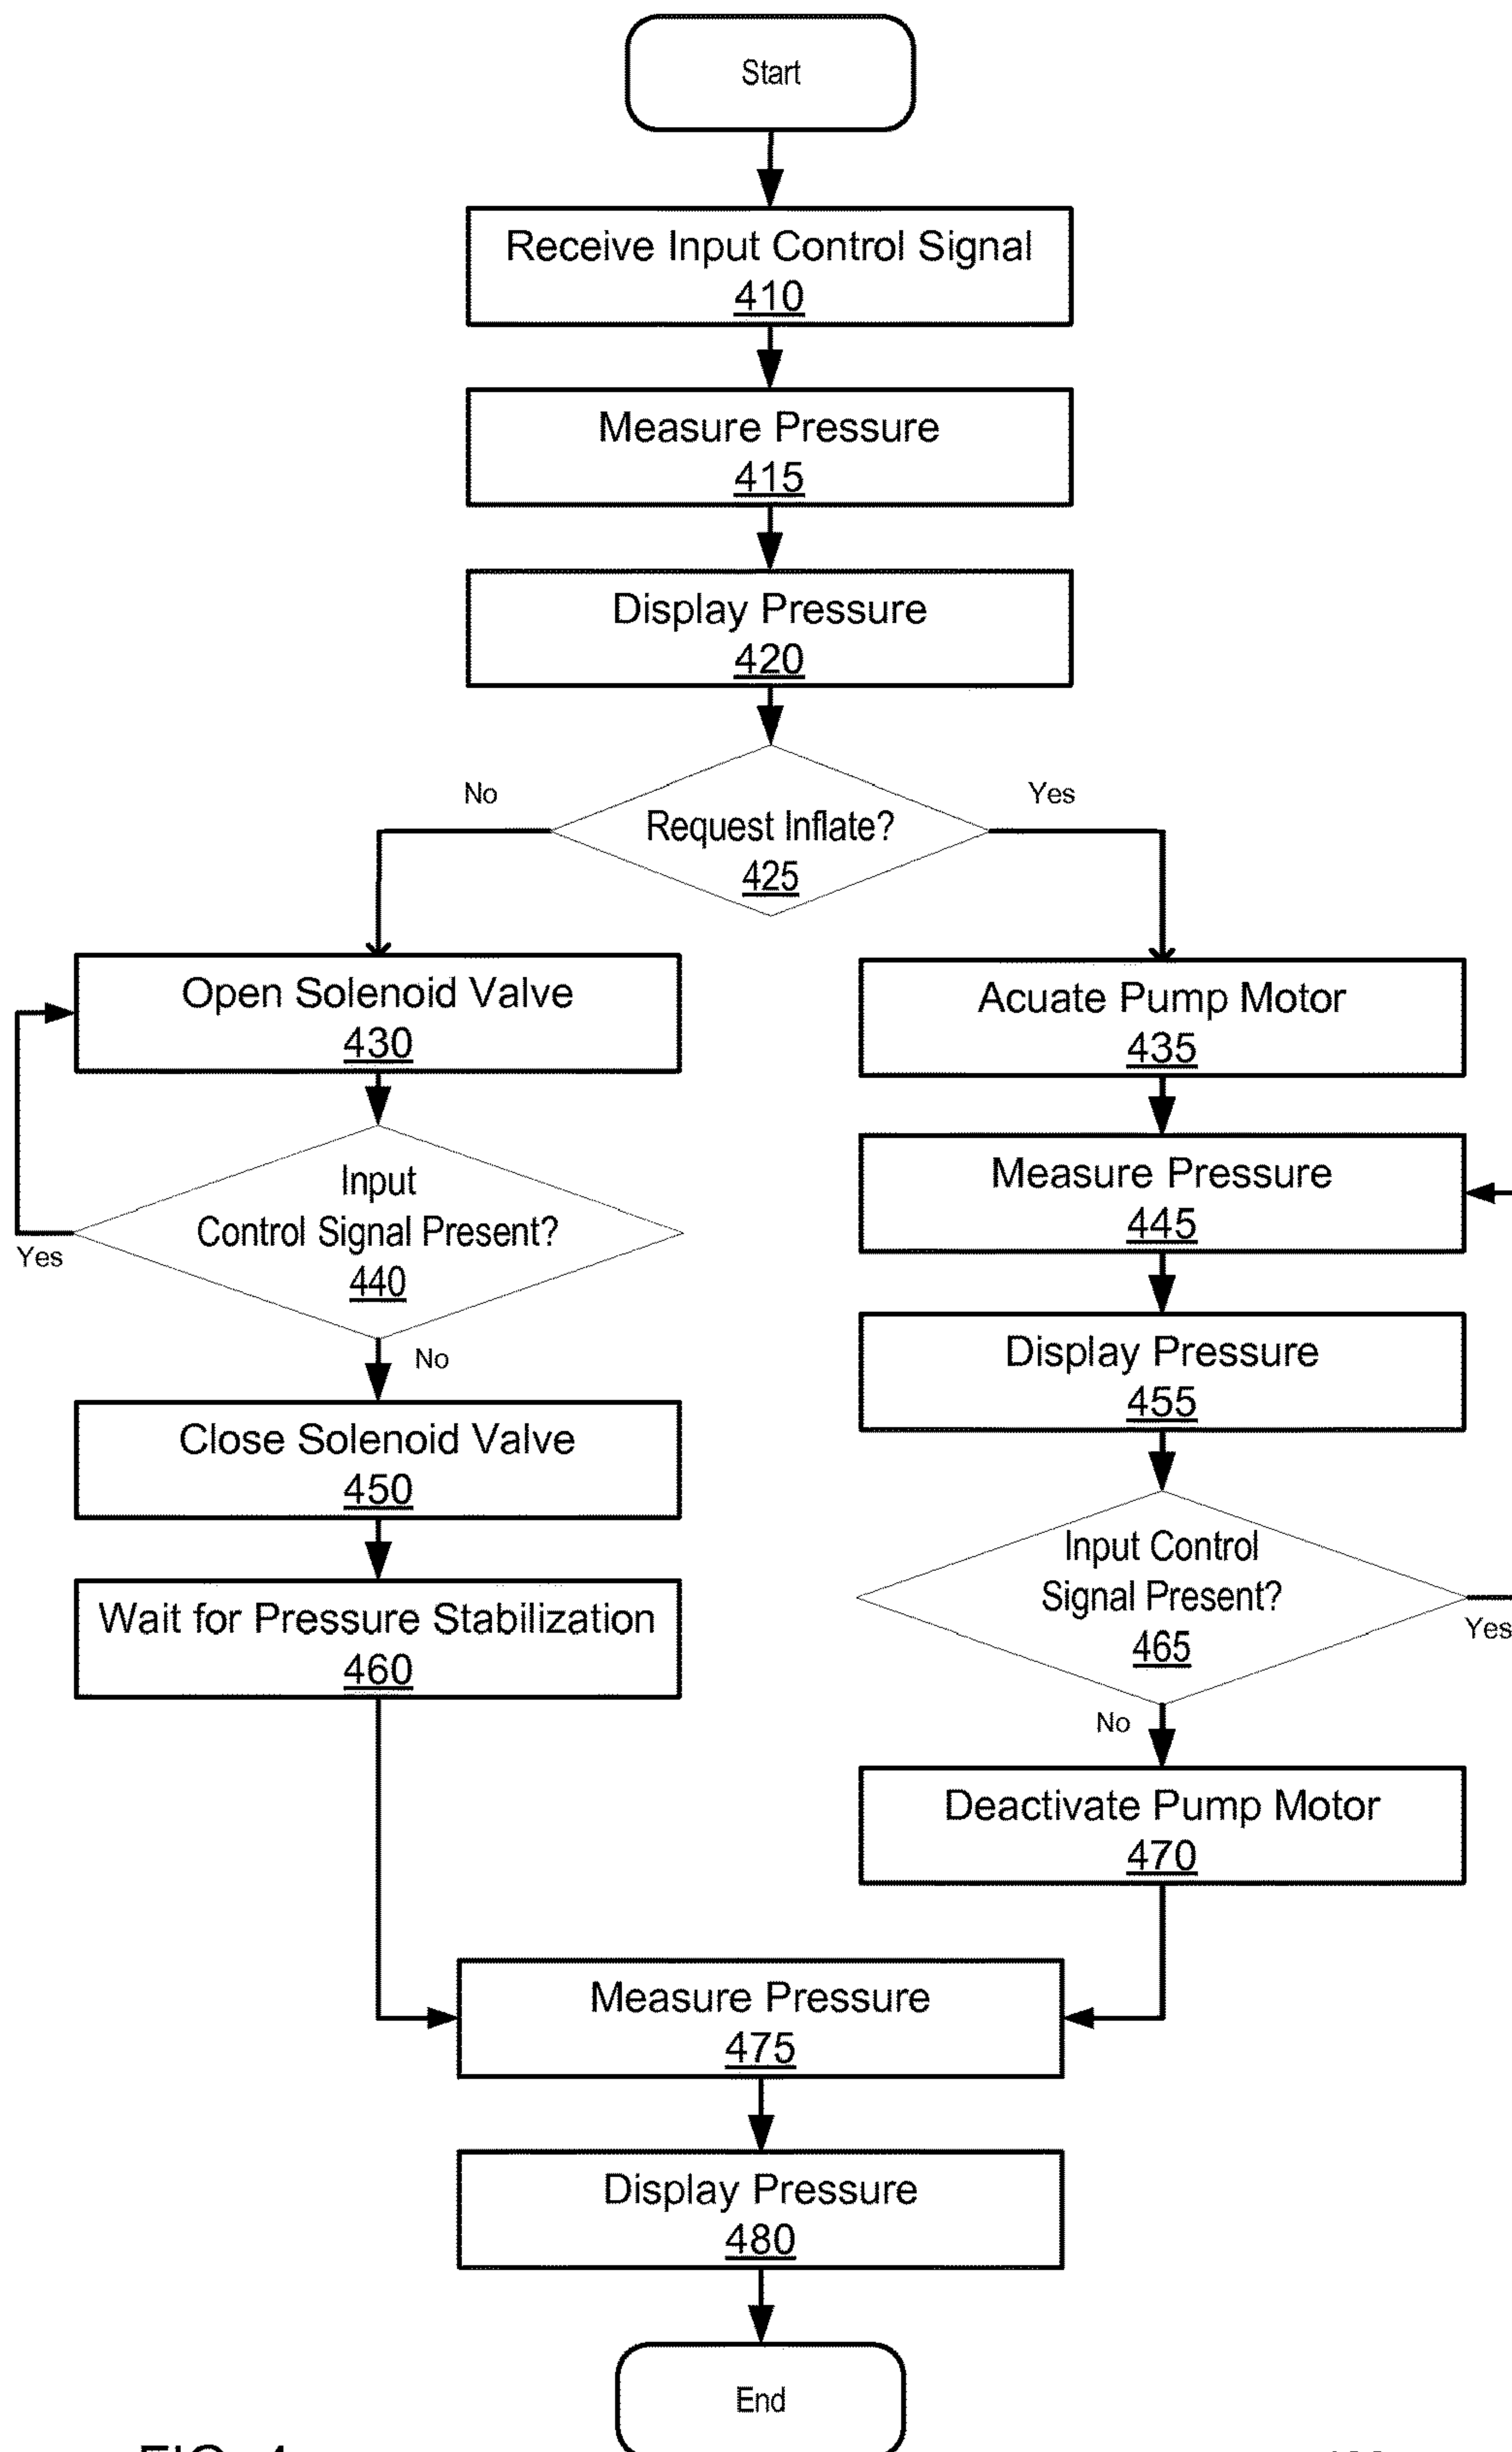 Start
Receive Input Control Signal
410
Measure Pressure
415
Display Pressure
420
No
Yes
Request Inflate?
425
Open Solenoid Valve
430
Acuate Pump Motor
435
Input
Control Signal Present?
440
Yes
No
Measure Pressure
445
Display Pressure
455
Close Solenoid Valve
450
Wait for Pressure Stabilization
460
Input Control
Signal Present?
465
Yes
No
Deactivate Pump Motor
470
Measure Pressure
475
Display Pressure
480
End